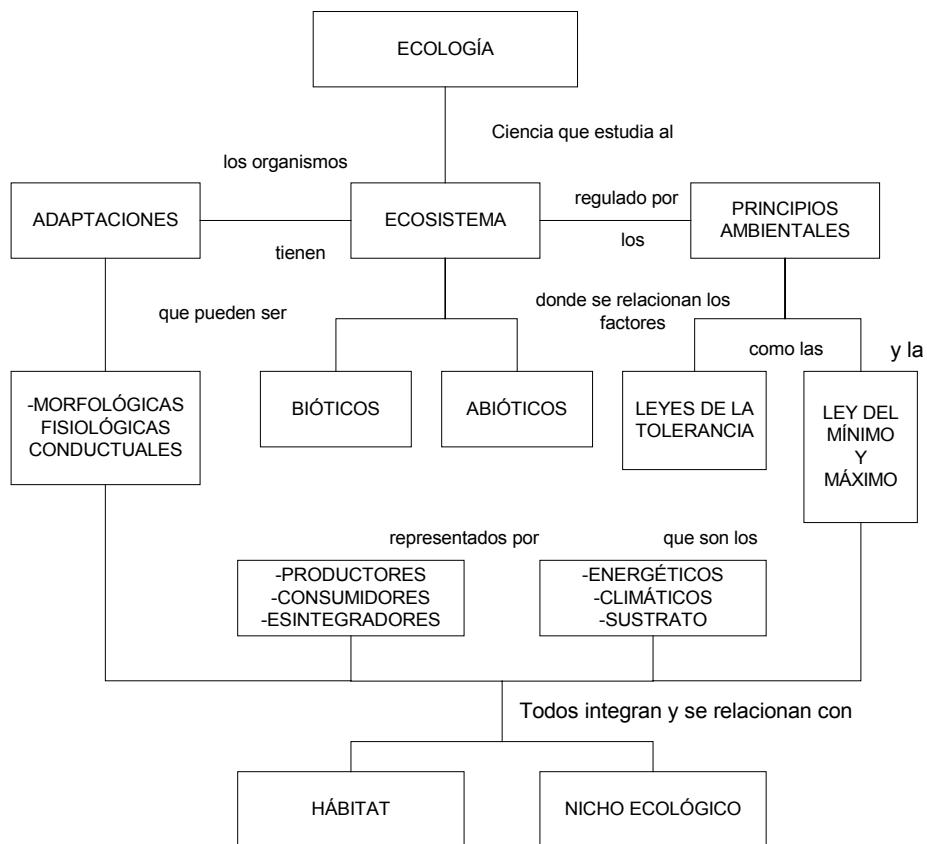 ECOLOGÍA
Ciencia que estudia al
los organismos
ADAPTACIONES
ECOSISTEMA
regulado por
PRINCIPIOS
AMBIENTALES
tienen
los
que pueden ser
donde se relacionan los
factores
como las
y la
-MORFOLÓGICAS
FISIOLÓGICAS
CONDUCTUALES
BIÓTICOS
ABIÓTICOS
LEYES DE LA
TOLERANCIA
LEY DEL
MÍNIMO
Y
MÁXIMO
representados por
que son los
-PRODUCTORES
-CONSUMIDORES
-ESINTEGRADORES
-ENERGÉTICOS
-CLIMÁTICOS
-SUSTRATO
Todos integran y se relacionan con
HÁBITAT
NICHO ECOLÓGICO